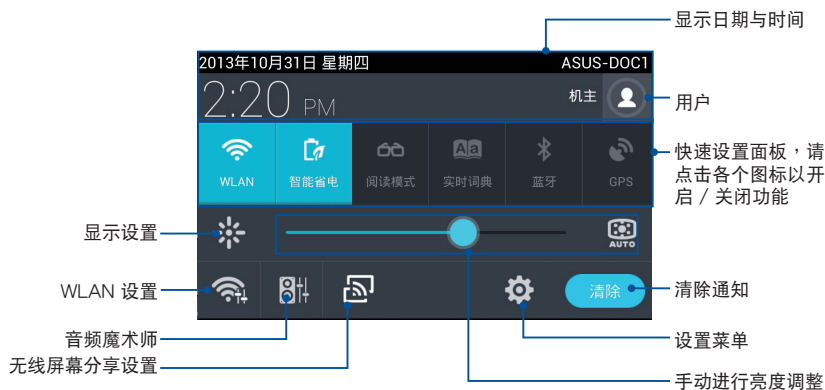 显示日期与时间
2013年10月31日 星期四 ASUS-DOC1
2:20 PM
机主
用户
WLAN
智能省电
阅读模式
实时词典
蓝牙
GPS
Aa
快速设置面板，请
点击各个图标以开
启／关闭功能
显示设置
AUTO
WLAN 设置
清除
清除通知
音频魔术师
设置菜单
无线屏幕分享设置
手动进行亮度调整